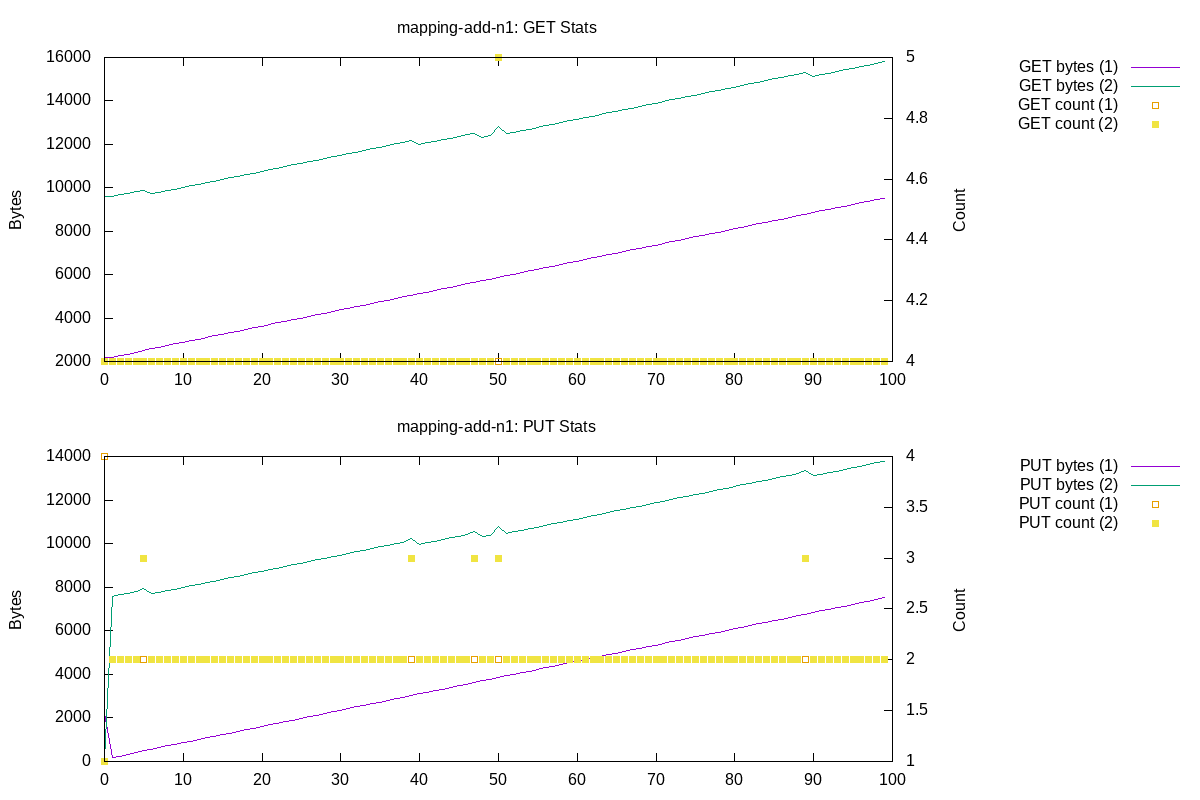 mapping-add-n1: GET Stats
16000
14000
12000
10000
8000
6000
4000
2000
Bytes
0 10 20 30 40 50 60 70 80 90 100
5
4.8
4.6
4.4
4.2
4
Count
GET bytes (1)
GET bytes (2)
GET count (1)
GET count (2)
mapping-add-n1: PUT Stats
14000
12000
10000
8000
6000
4000
2000
0
Bytes
0 10 20 30 40 50 60 70 80 90 100
4
3.5
3
2.5
2
1.5
1
Count
PUT bytes (1)
PUT bytes (2)
PUT count (1)
PUT count (2)